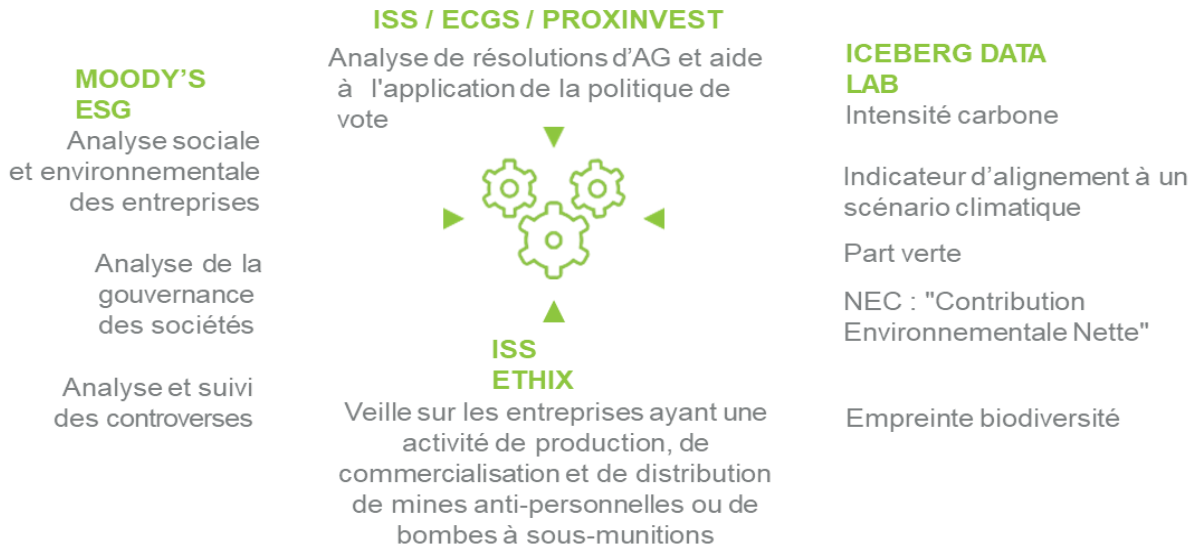 ISS / ECGS / PROXINVEST
Analyse de résolutions d'AG et aide
à l'application de la politique de
vote
MOODY'S
ESG
Analyse sociale
et environnementale
des entreprises
Analyse de la
gouvernance
des sociétés
Analyse et suivi
des controverses
ICEBERG DATA
LAB
Intensité carbone
Indicateur d'alignement à un
scénario climatique
Part verte
NEC : "Contribution
Environnementale Nette"
Empreinte biodiversité
ISS
ETHIX
Veille sur les entreprises ayant une
activité de production, de
commercialisation et de distribution
de mines anti-personnelles ou de
bombes à sous-munitions